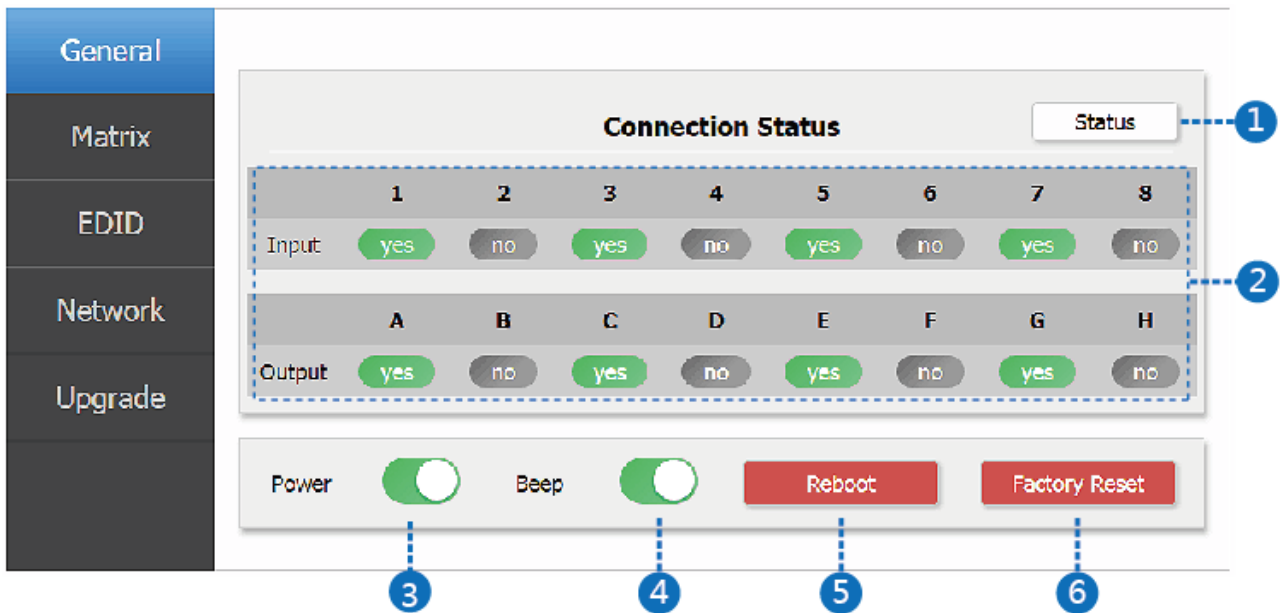 General
Matrix
EDID
Network
Upgrade
Connection Status
Status
1
1 2 3 4 5 6 7 8
Input yes no yes no yes no yes no
2
A B C D E F G H
Output yes no yes no yes no yes no
Power Beep Reboot Factory Reset
3 4 5 6